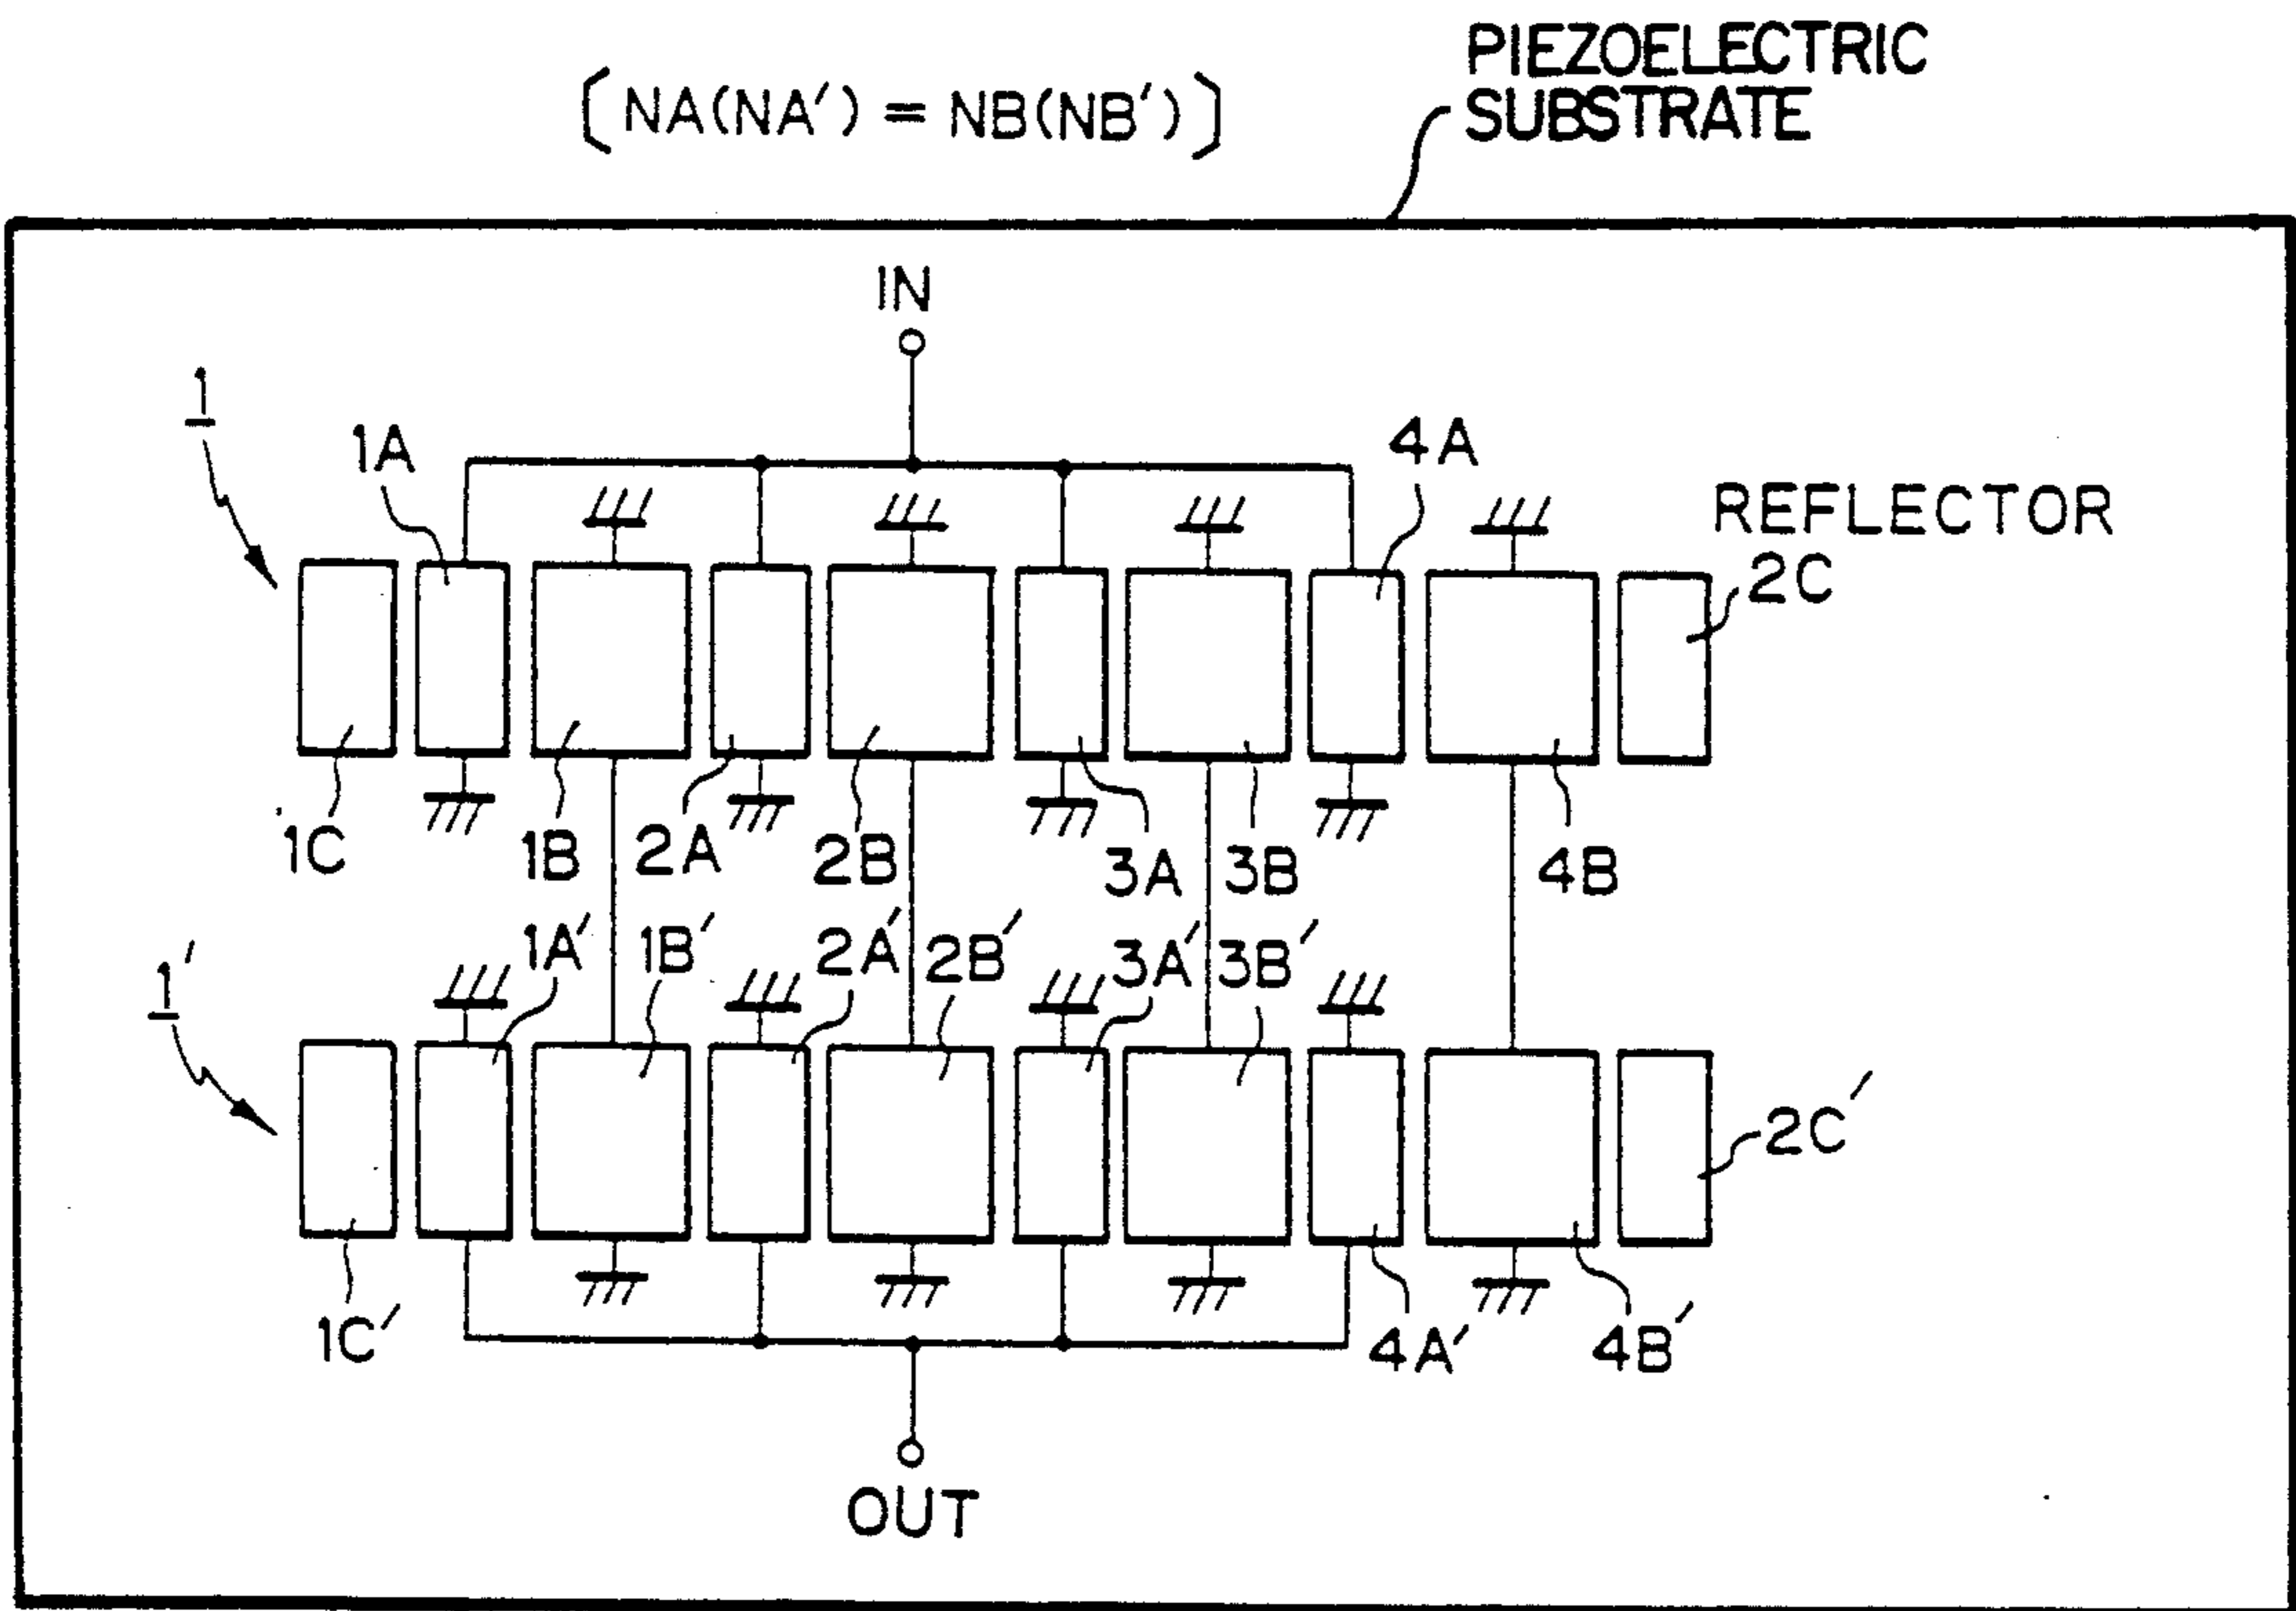 PIEZOELECTRIC
SUBSTRATE
[NA(NA′) = NB(NB′)]
IN
1
1A
4A
REFLECTOR
2C
1C
1B
2A
2B
3A
3B
4B
1′
1A′
1B′
2A′
2B′
3A′
3B′
2C′
1C′
4A′
4B′
OUT